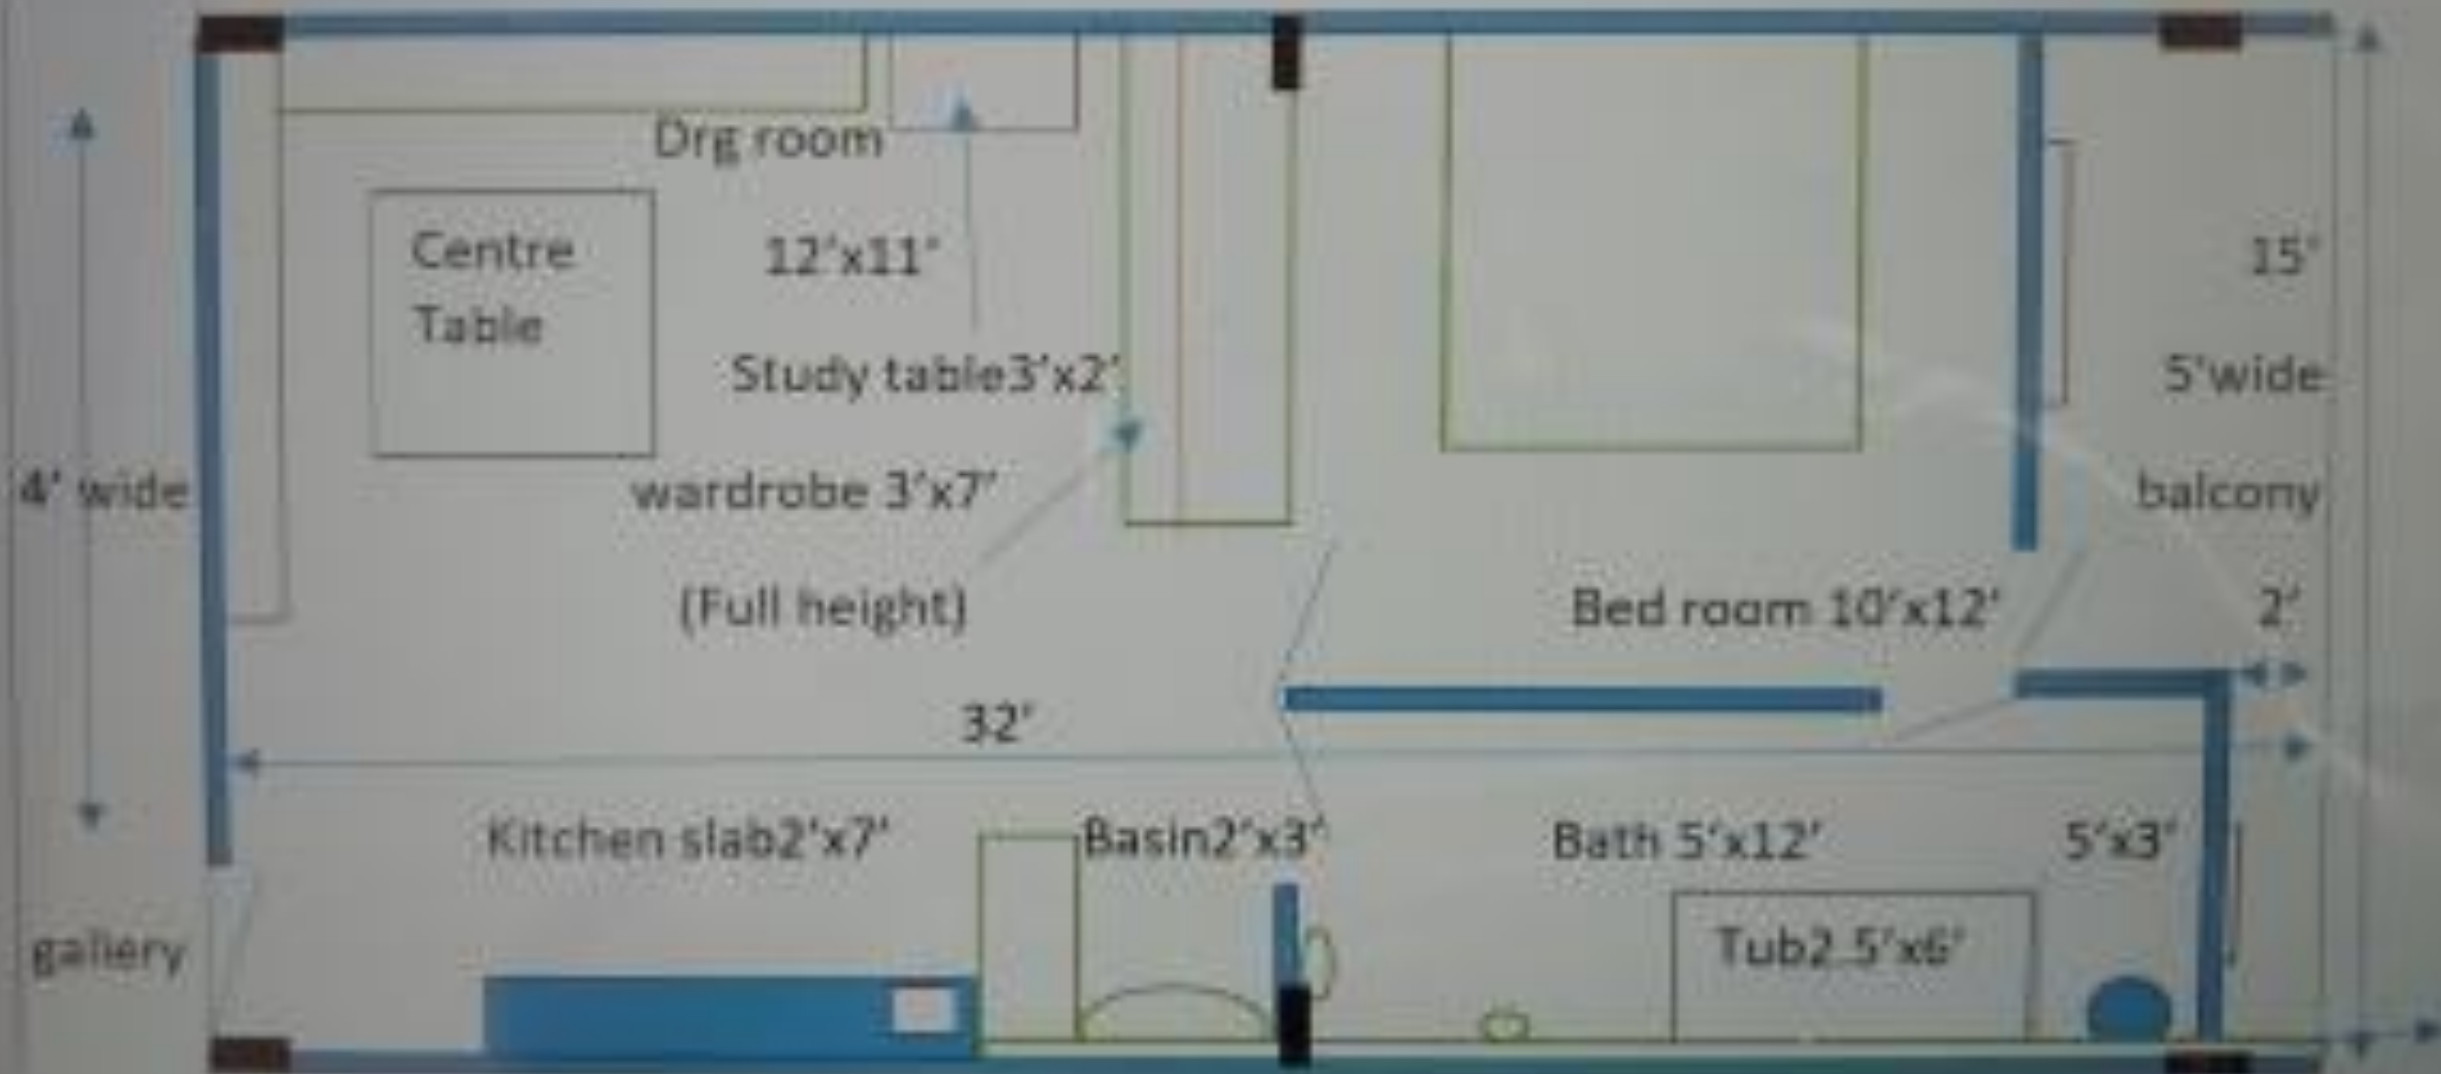 Drg room
Centre
Table
12'x11'
15'
Study table3'x2'
5'wide
4' wide
wardrobe 3'x7'
balcony
(Full height)
Bed room 10'x12'
2'
32'
Kitchen slab2'x7'
Basin2'x3'
Bath 5'x12'
5'x3'
gallery
Tub2.5'x6'